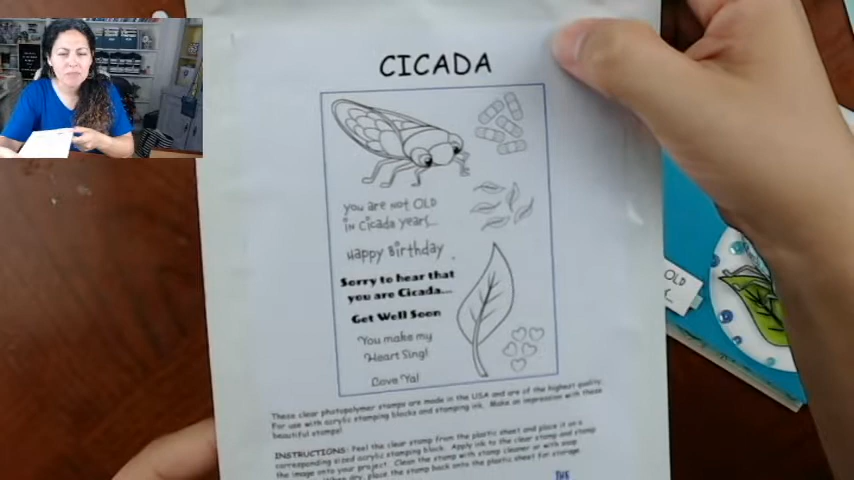 CICADA
you are not OLD
in Cicada years...
Happy Birthday
Sorry to hear that
you are Cicada...
Get Well Soon
You make my
Heart Sing!
Love Ya!
These clear photopolymer stamps are made in the USA and are of the highest quality.
For use with acrylic stamping blocks and stamping ink. Make an impression with these
beautiful stamps!
INSTRUCTIONS: Peel the clear stamp from the plastic sheet and place it on a
corresponding sized acrylic stamping block. Apply ink to the clear stamp and stamp
the image onto your project. Clean the stamp with stamp cleaner or with soap
When dry, place the stamp back onto the plastic sheet for storage.
THE
OLD